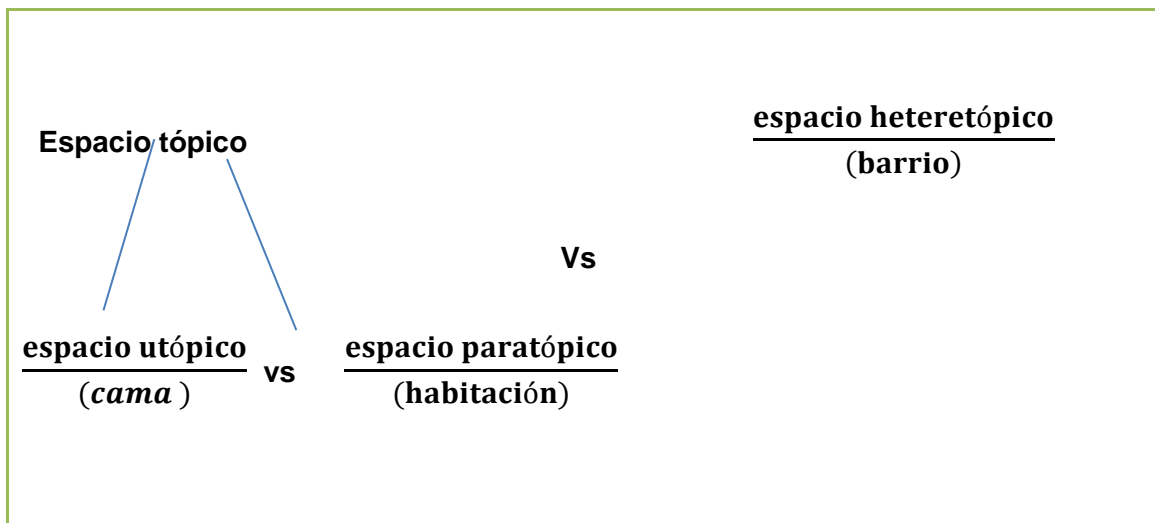 espacio heteretópico
(barrio)
Espacio tópico
Vs
espacio utópico vs espacio paratópico
(cama ) (habitación)